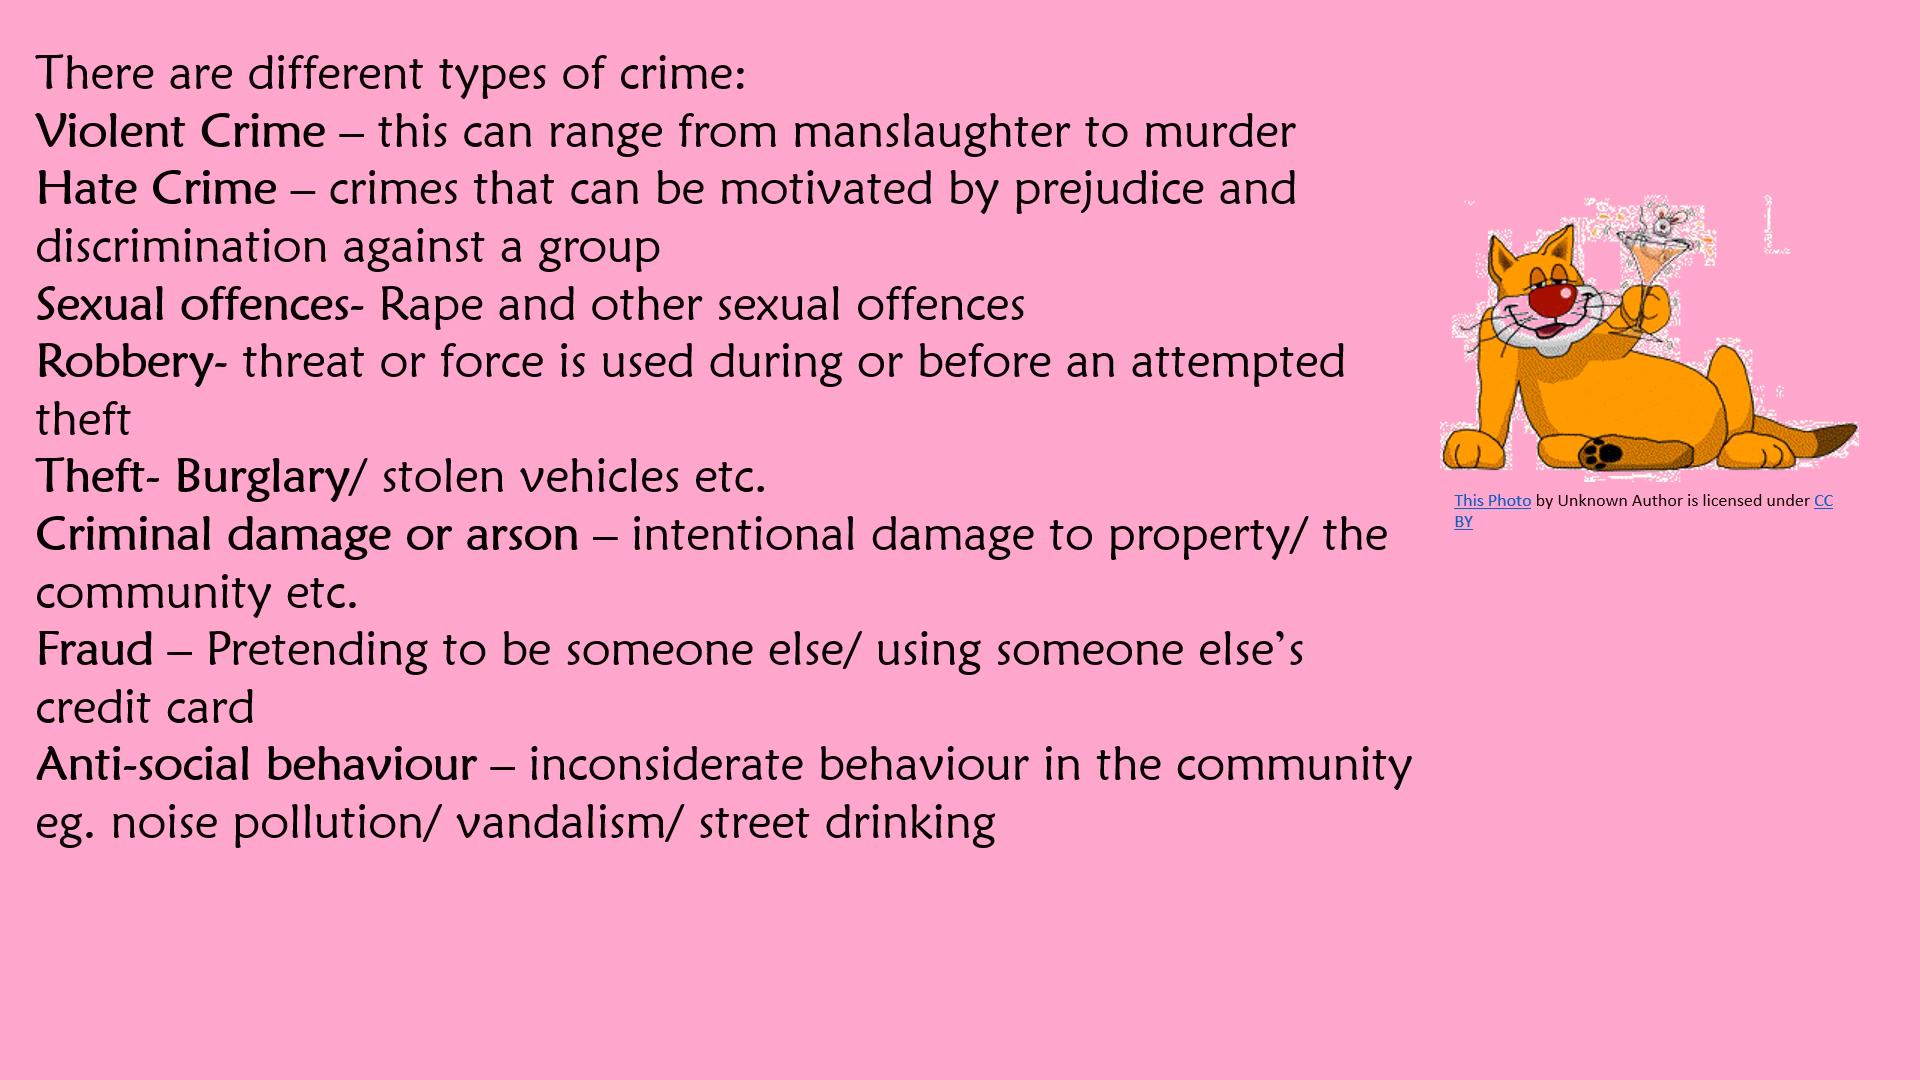 There are different types of crime:
Violent Crime – this can range from manslaughter to murder
Hate Crime – crimes that can be motivated by prejudice and
discrimination against a group
Sexual offences- Rape and other sexual offences
Robbery- threat or force is used during or before an attempted
theft
Theft- Burglary/ stolen vehicles etc.
Criminal damage or arson – intentional damage to property/ the
community etc.
Fraud – Pretending to be someone else/ using someone else’s
credit card
Anti-social behaviour – inconsiderate behaviour in the community
eg. noise pollution/ vandalism/ street drinking
This Photo by Unknown Author is licensed under CC
BY